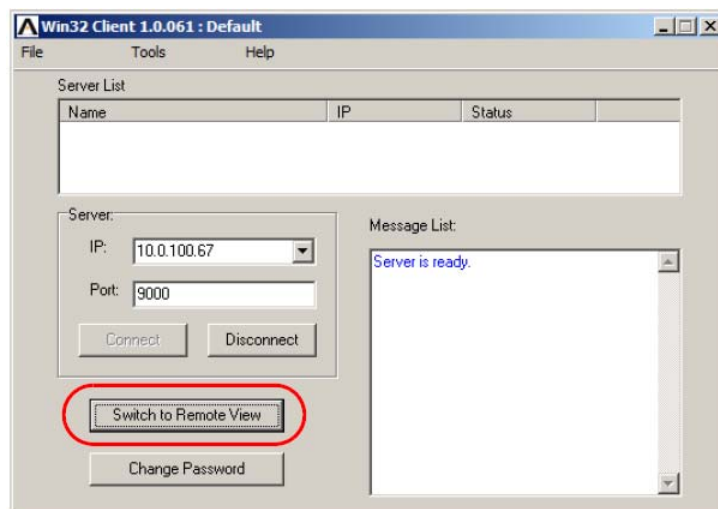 Win32 Client 1.0.061 : Default
File Tools Help
Server List
Name IP Status
Server:
IP: 10.0.100.67
Port: 9000
Connect Disconnect
Switch to Remote View
Change Password
Message List:
Server is ready.